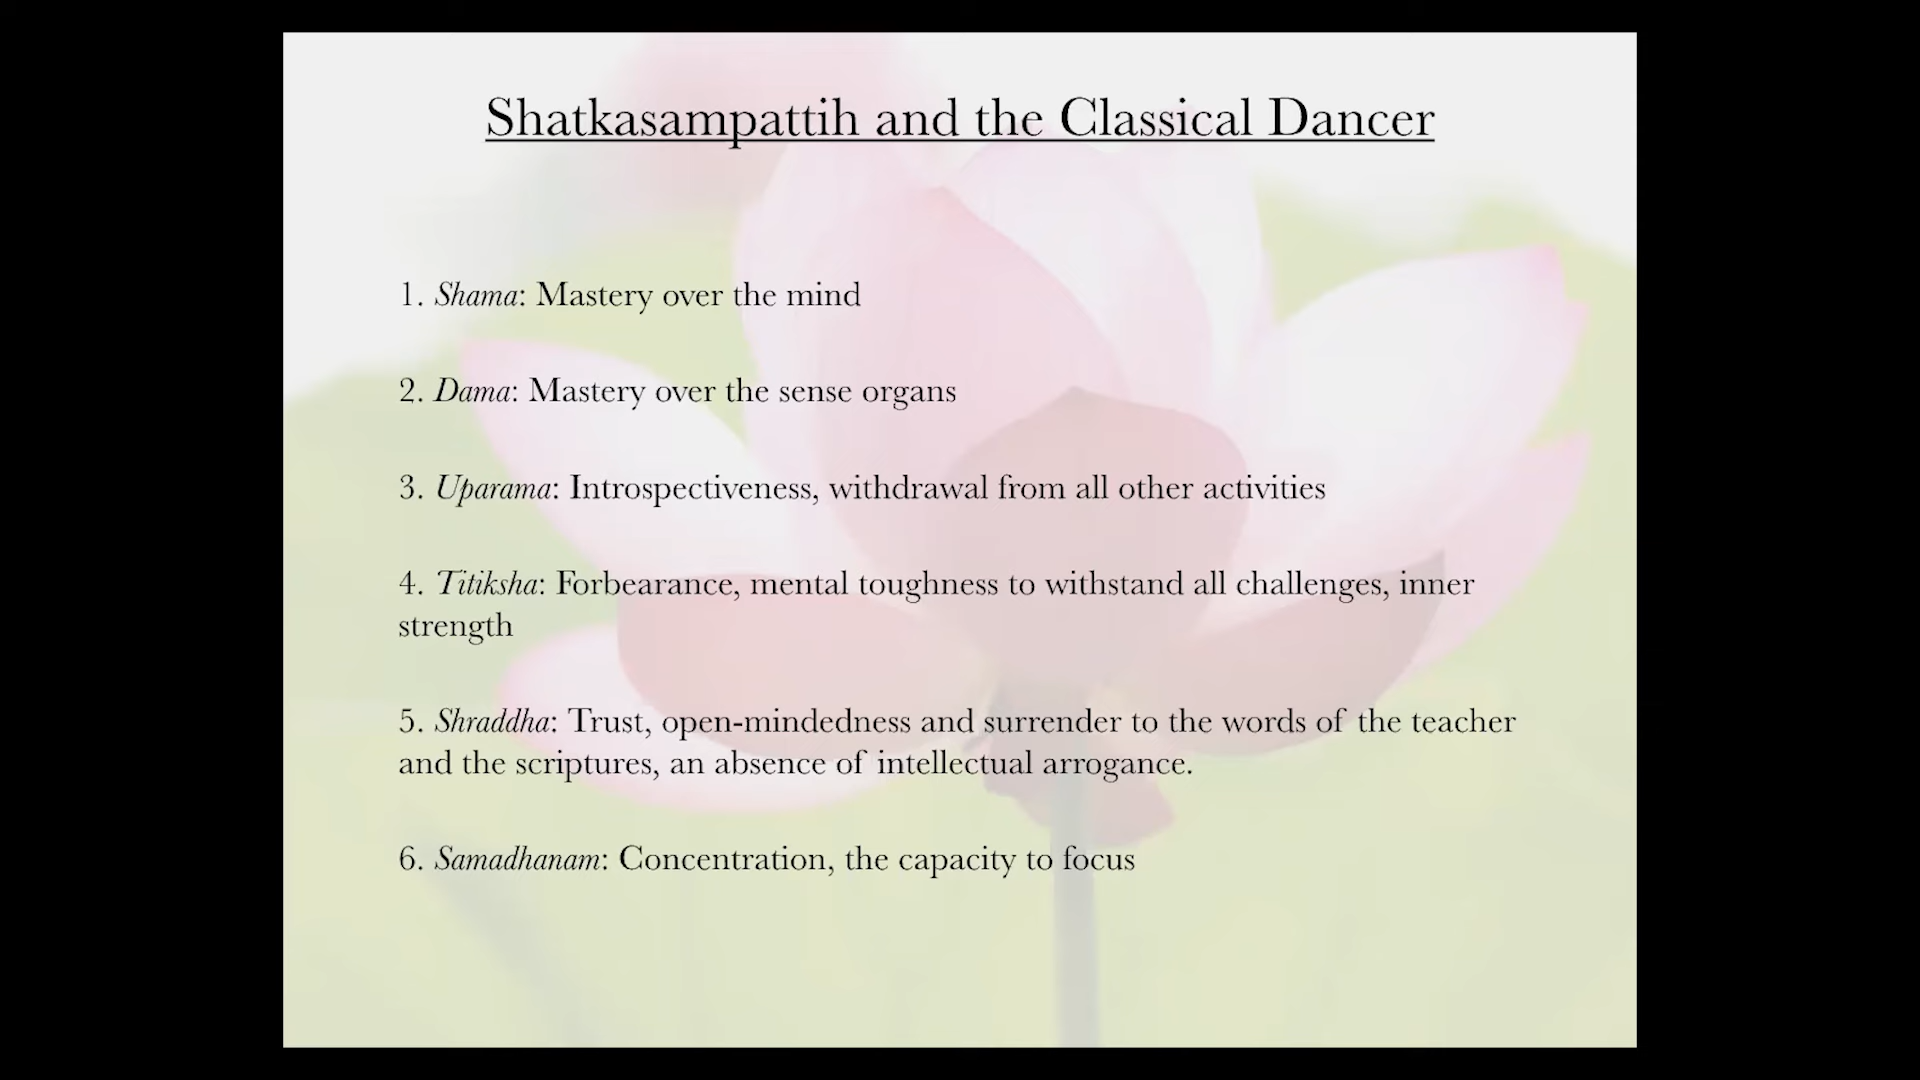 Shatkasampattih and the Classical Dancer
1. Shama: Mastery over the mind
2. Dama: Mastery over the sense organs
3. Uparama: Introspectiveness, withdrawal from all other activities
4. Titiksha: Forbearance, mental toughness to withstand all challenges, inner
strength
5. Shraddha: Trust, open-mindedness and surrender to the words of the teacher
and the scriptures, an absence of intellectual arrogance.
6. Samadhanam: Concentration, the capacity to focus